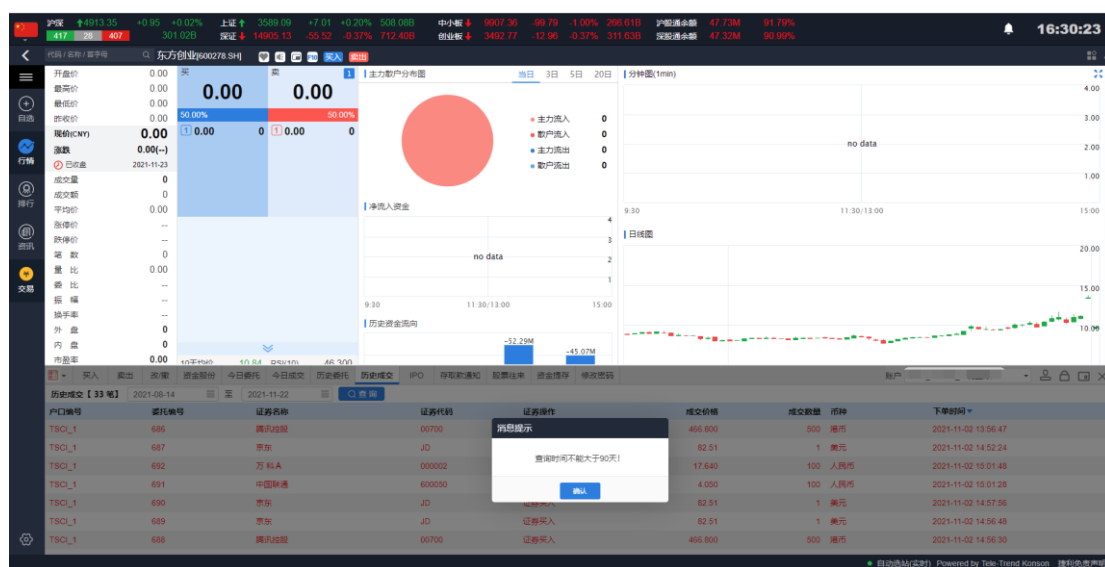 沪深 4913.35 +0.95 +0.02% 上证 3589.09 +7.01 +0.20% 508.08B 中小板 9907.36 -99.79 -1.00% 266.61B 沪股通余额 47.73M 91.79%
417 28 407 301.02B 深证 14905.13 -55.52 -0.37% 712.40B 创业板 3492.77 -12.96 -0.37% 311.63B 深股通余额 47.32M 90.99%
16:30:23
代码 / 名称 / 首字母 东方创业[600278.SH] F10 买入 卖出
自选
行情
排行
资讯
交易
开盘价 0.00
最高价 0.00
最低价 0.00
昨收价 0.00
现价(CNY) 0.00
涨跌 0.00(--)
已收盘 2021-11-23
成交量 0
成交额 0
平均价 0.00
涨停价 --
跌停价 --
笔 数 0
量 比 0.00
委 比 --
振 幅 --
换手率 --
外 盘 0
内 盘 0
市盈率 0.00
买 卖 1
0.00 0.00
50.00% 50.00%
1 0.00 0 1 0.00 0
10天均价 10.84 RSI(10) 46.300
主力散户分布图 当日 3日 5日 20日
主力流入 0
散户流入 0
主力流出 0
散户流出 0
净流入资金
4
3
no data
2
1
9:30 11:30/13:00 15:00
历史资金流向
-52.29M
-45.07M
分钟图(1min)
4.00
3.00
no data
2.00
1.00
9:30 11:30/13:00 15:00
日线图
20.00
15.00
10.00
买入 卖出 改/撤 资金股份 今日委托 今日成交 历史委托 历史成交 IPO 存取款通知 股票往来 资金提存 修改密码 账户
历史成交【 33 笔】 2021-08-14 至 2021-11-22 查询
户口编号 委托编号 证券名称 证券代码 证券操作 成交价格 成交数量 币种 下单时间
TSCI_1 686 腾讯控股 00700 466.800 500 港币 2021-11-02 13:56:47
TSCI_1 687 京东 JD 82.51 1 美元 2021-11-02 14:52:24
TSCI_1 692 万 科A 000002 17.640 100 人民币 2021-11-02 15:01:48
TSCI_1 691 中国联通 600050 4.050 100 人民币 2021-11-02 15:01:28
TSCI_1 690 京东 JD 证券买入 82.51 1 美元 2021-11-02 14:57:56
TSCI_1 689 京东 JD 证券买入 82.51 1 美元 2021-11-02 14:56:48
TSCI_1 688 腾讯控股 00700 证券买入 466.800 500 港币 2021-11-02 14:56:30
消息提示
查询时间不能大于90天!
确认
自动选站(实时) Powered by Tele-Trend Konson 捷利免责声明